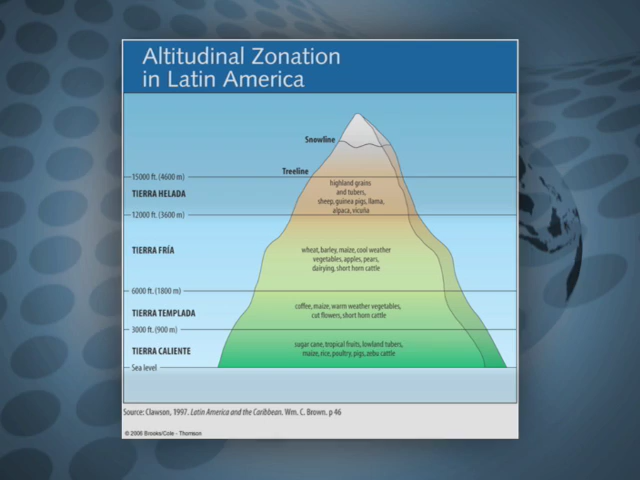 Altitudinal Zonation
in Latin America
Snowline
Treeline
15000 ft. (4600 m)
highland grains
and tubers,
sheep, guinea pigs, llama,
alpaca, vicuña
TIERRA HELADA
12000 ft. (3600 m)
TIERRA FRÍA
wheat, barley, maize, cool weather
vegetables, apples, pears,
dairying, short horn cattle
6000 ft. (1800 m)
coffee, maize, warm weather vegetables,
cut flowers, short horn cattle
TIERRA TEMPLADA
3000 ft. (900 m)
sugar cane, tropical fruits, lowland tubers,
maize, rice, poultry, pigs, zebu cattle
TIERRA CALIENTE
Sea level
Source: Clawson, 1997. Latin America and the Caribbean. Wm. C. Brown. p 46
© 2006 Brooks/Cole - Thomson